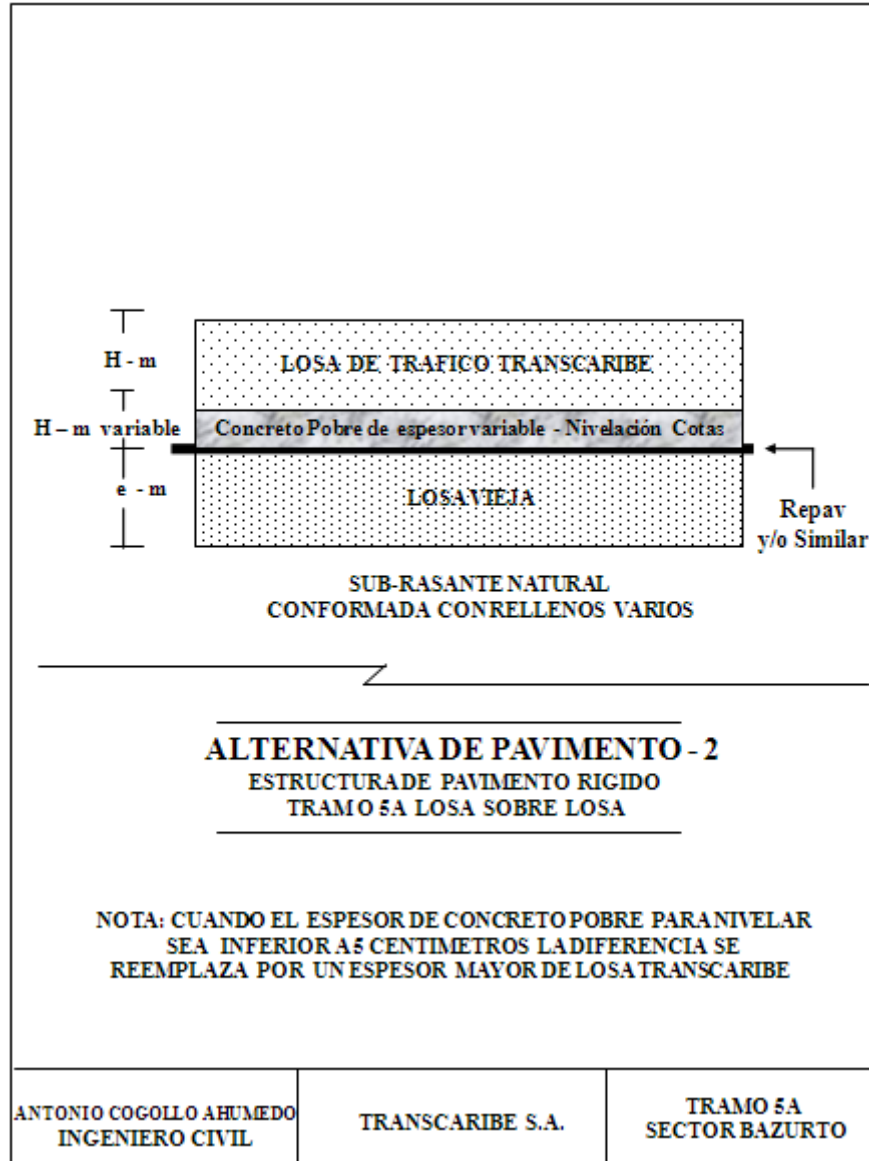 H - m
LOSA DE TRAFICO TRANSCARIBE
H – m variable
Concreto Pobre de espesor variable - Nivelación Cotas
e - m
LOSA VIEJA
Repav
y/o Similar
SUB-RASANTE NATURAL
CONFORMADA CON RELLENOS VARIOS
ALTERNATIVA DE PAVIMENTO - 2
ESTRUCTURA DE PAVIMENTO RIGIDO
TRAMO 5A LOSA SOBRE LOSA
NOTA: CUANDO EL ESPESOR DE CONCRETO POBRE PARA NIVELAR
SEA INFERIOR A 5 CENTIMETROS LA DIFERENCIA SE
REEMPLAZA POR UN ESPESOR MAYOR DE LOSA TRANSCARIBE
ANTONIO COGOLLO AHUMEDO
INGENIERO CIVIL
TRANSCARIBE S.A.
TRAMO 5A
SECTOR BAZURTO